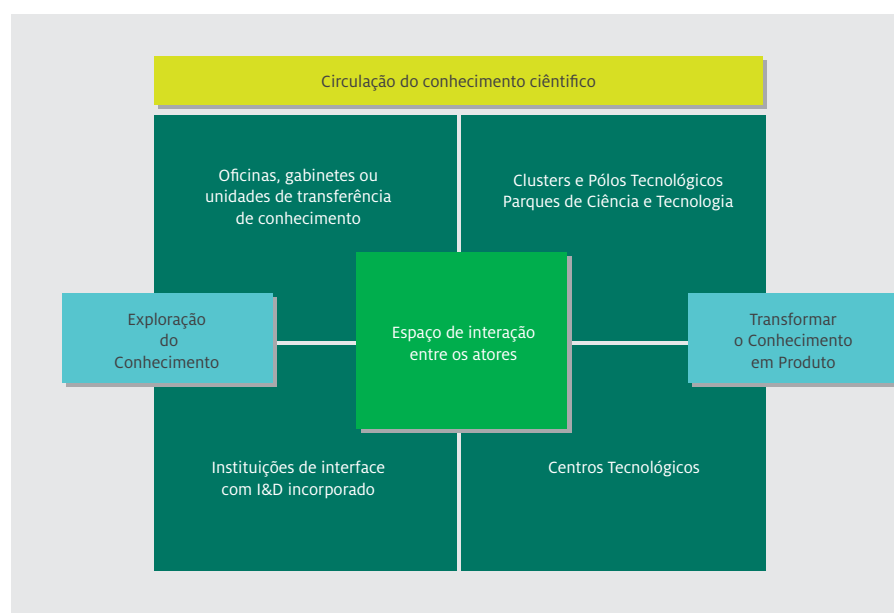 Circulação do conhecimento ciêntifico
Oficinas, gabinetes ou
unidades de transferência
de conhecimento
Clusters e Pólos Tecnológicos
Parques de Ciência e Tecnologia
Exploração
do
Conhecimento
Espaço de interação
entre os atores
Transformar
o Conhecimento
em Produto
Instituições de interface
com I&D incorporado
Centros Tecnológicos